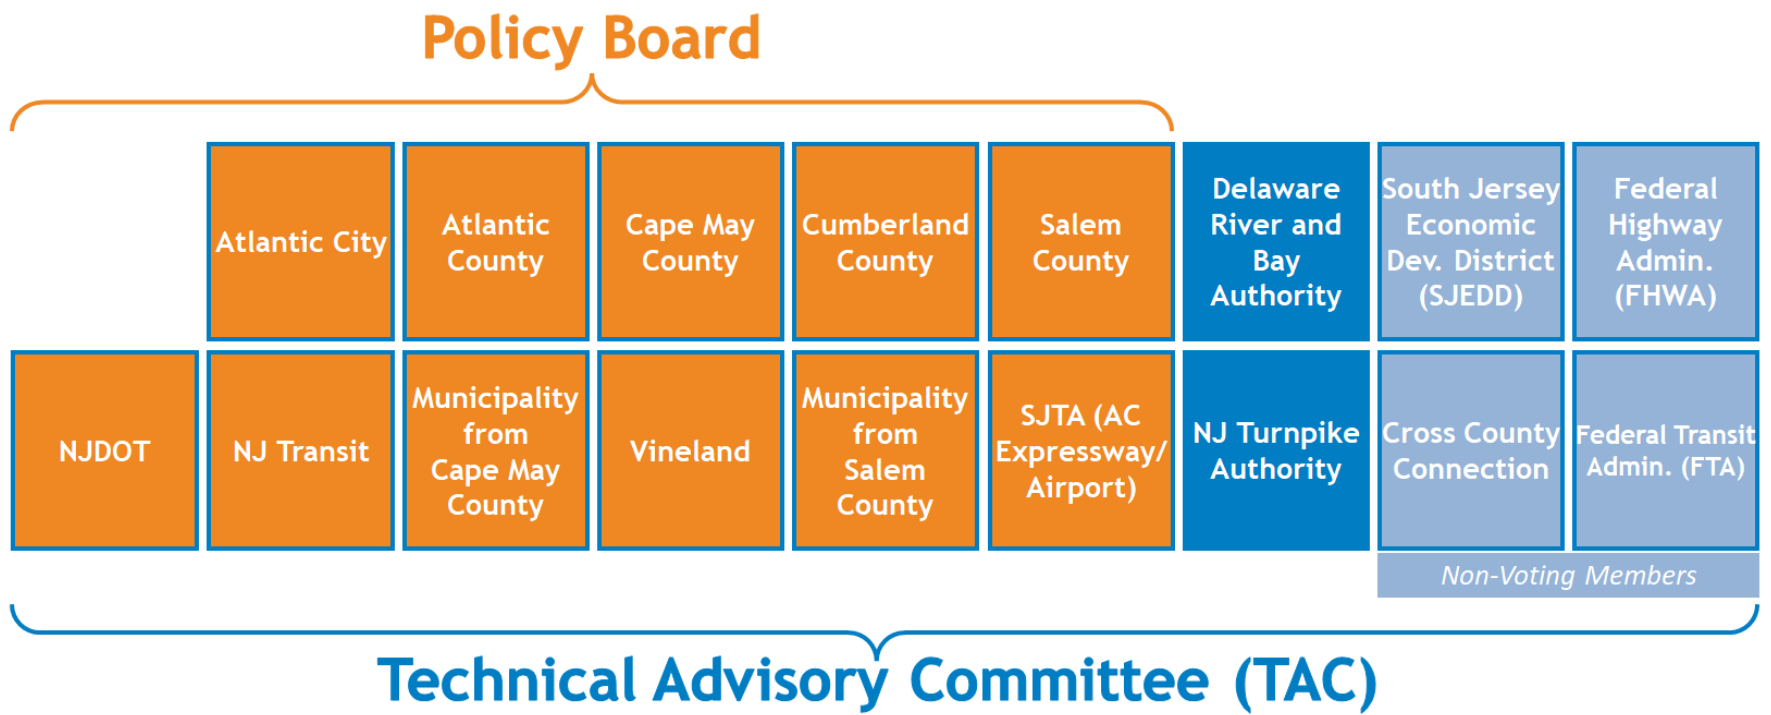 Policy Board
Atlantic City
Atlantic
County
Cape May
County
Cumberland
County
Salem
County
Delaware
River and
Bay
Authority
South Jersey
Economic
Dev. District
(SJEDD)
Federal
Highway
Admin.
(FHWA)
NJDOT
NJ Transit
Municipality
from
Cape May
County
Vineland
Municipality
from
Salem
County
SJTA (AC
Expressway/
Airport)
NJ Turnpike
Authority
Cross County
Connection
Federal Transit
Admin. (FTA)
Non-Voting Members
Technical Advisory Committee (TAC)